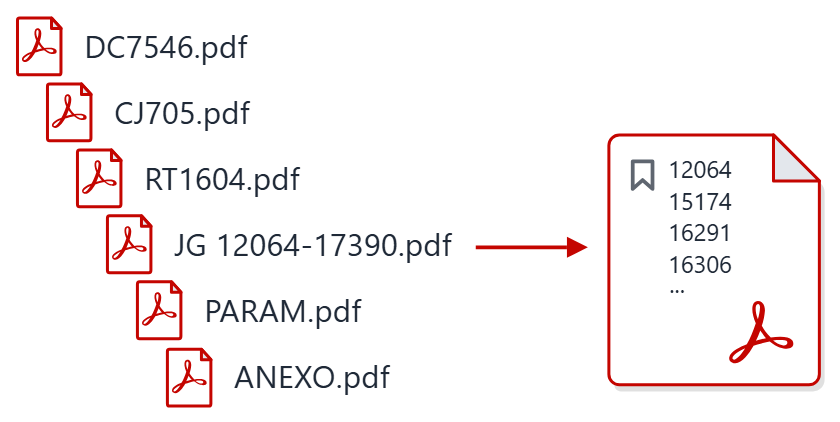 DC7546.pdf
CJ705.pdf
RT1604.pdf
JG 12064-17390.pdf
PARAM.pdf
ANEXO.pdf
12064
15174
16291
16306
...